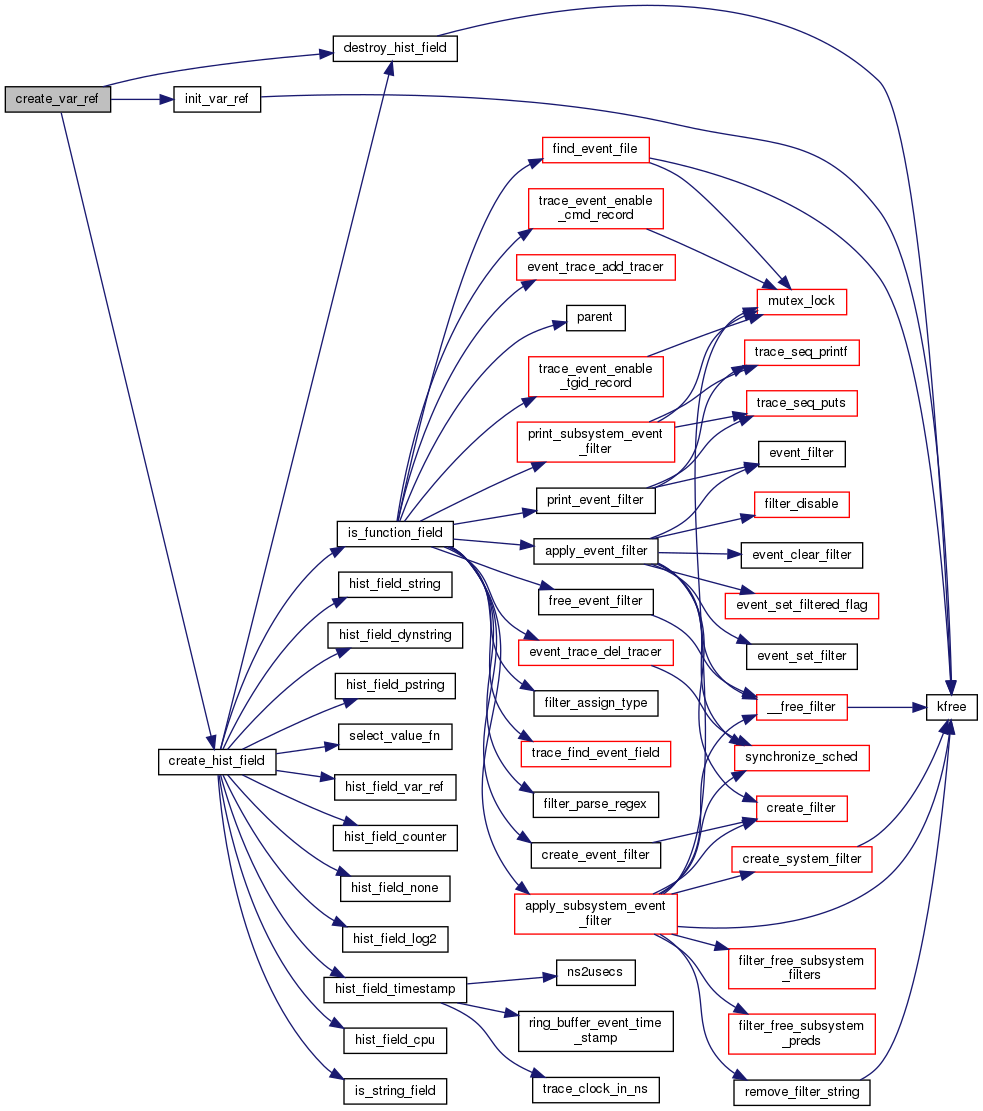 destroy_hist_field
create_var_ref
init_var_ref
find_event_file
trace_event_enable
_cmd_record
event_trace_add_tracer
mutex_lock
parent
trace_seq_printf
trace_event_enable
_tgid_record
trace_seq_puts
print_subsystem_event
_filter
event_filter
print_event_filter
filter_disable
is_function_field
apply_event_filter
event_clear_filter
hist_field_string
free_event_filter
event_set_filtered_flag
hist_field_dynstring
event_trace_del_tracer
event_set_filter
hist_field_pstring
filter_assign_type
__free_filter
kfree
select_value_fn
create_hist_field
trace_find_event_field
synchronize_sched
hist_field_var_ref
filter_parse_regex
create_filter
hist_field_counter
create_event_filter
create_system_filter
hist_field_none
apply_subsystem_event
_filter
hist_field_log2
filter_free_subsystem
_filters
ns2usecs
hist_field_timestamp
ring_buffer_event_time
_stamp
filter_free_subsystem
_preds
hist_field_cpu
is_string_field
trace_clock_in_ns
remove_filter_string